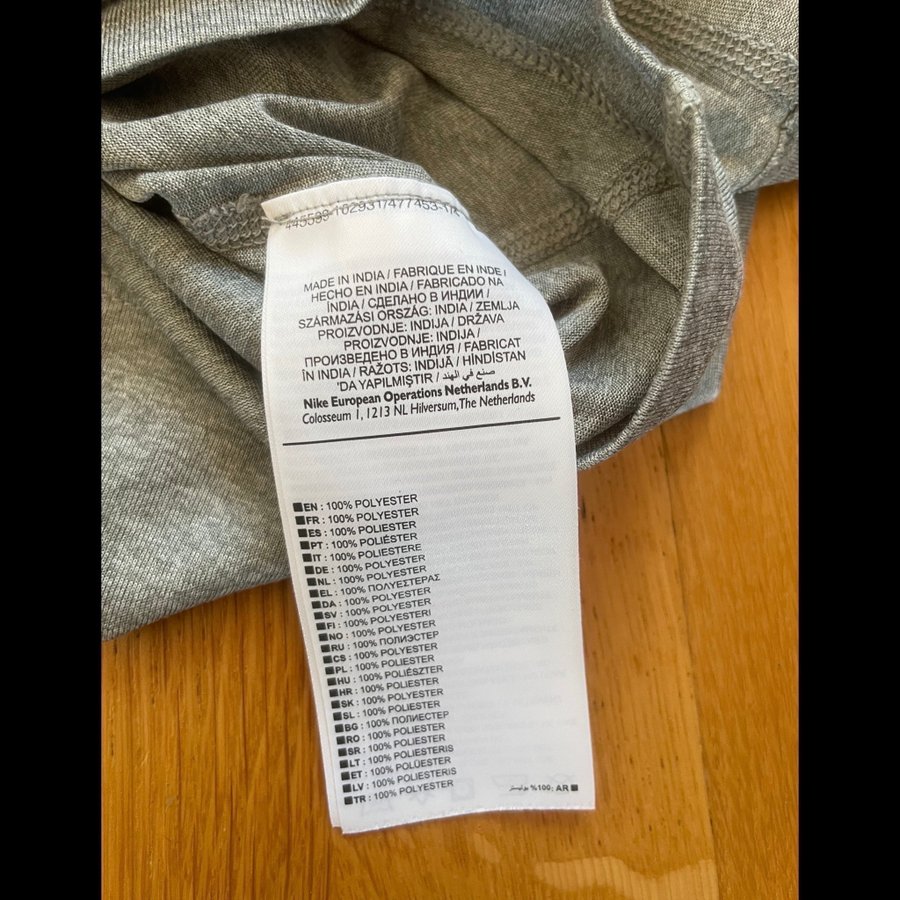 MADE IN INDIA / FABRIQUE EN INDE /
HECHO EN INDIA / FABRICADO NA
ÍNDIA / СДЕЛАНО В ИНДИИ /
SZÁRMAZÁSI ORSZÁG: INDIA / ZEMLJA
PROIZVODNJE: INDIJA / DRŽAVA
PROIZVODNJE: INDIJA /
ПРОИЗВЕДЕНО В ИНДИЯ / FABRICAT
ÎN INDIA / RAŽOTS: INDIJĀ / HİNDİSTAN
'DA YAPILMIŞTIR / صنع في الهند
Nike European Operations Netherlands B.V.
Colosseum 1, 1213 NL Hilversum,The Netherlands
EN : 100% POLYESTER
FR : 100% POLYESTER
ES : 100% POLIESTER
PT : 100% POLIÉSTER
IT : 100% POLIESTERE
DE : 100% POLYESTER
NL : 100% POLYESTER
EL : 100% ΠΟΛΥΕΣΤΕΡΑΣ
DA : 100% POLYESTER
SV : 100% POLYESTER
FI : 100% POLYESTERI
NO : 100% POLYESTER
RU : 100% ПОЛИЭСТЕР
CS : 100% POLYESTER
PL : 100% POLIESTER
HU : 100% POLIÉSZTER
HR : 100% POLIESTER
SK : 100% POLYESTER
SL : 100% POLIESTER
BG : 100% ПОЛИЕСТЕР
RO : 100% POLIESTER
SR : 100% POLIESTER
LT : 100% POLIESTERIS
ET : 100% POLÜESTER
LV : 100% POLIESTERIS
TR : 100% POLYESTER
AR :100% بوليستر